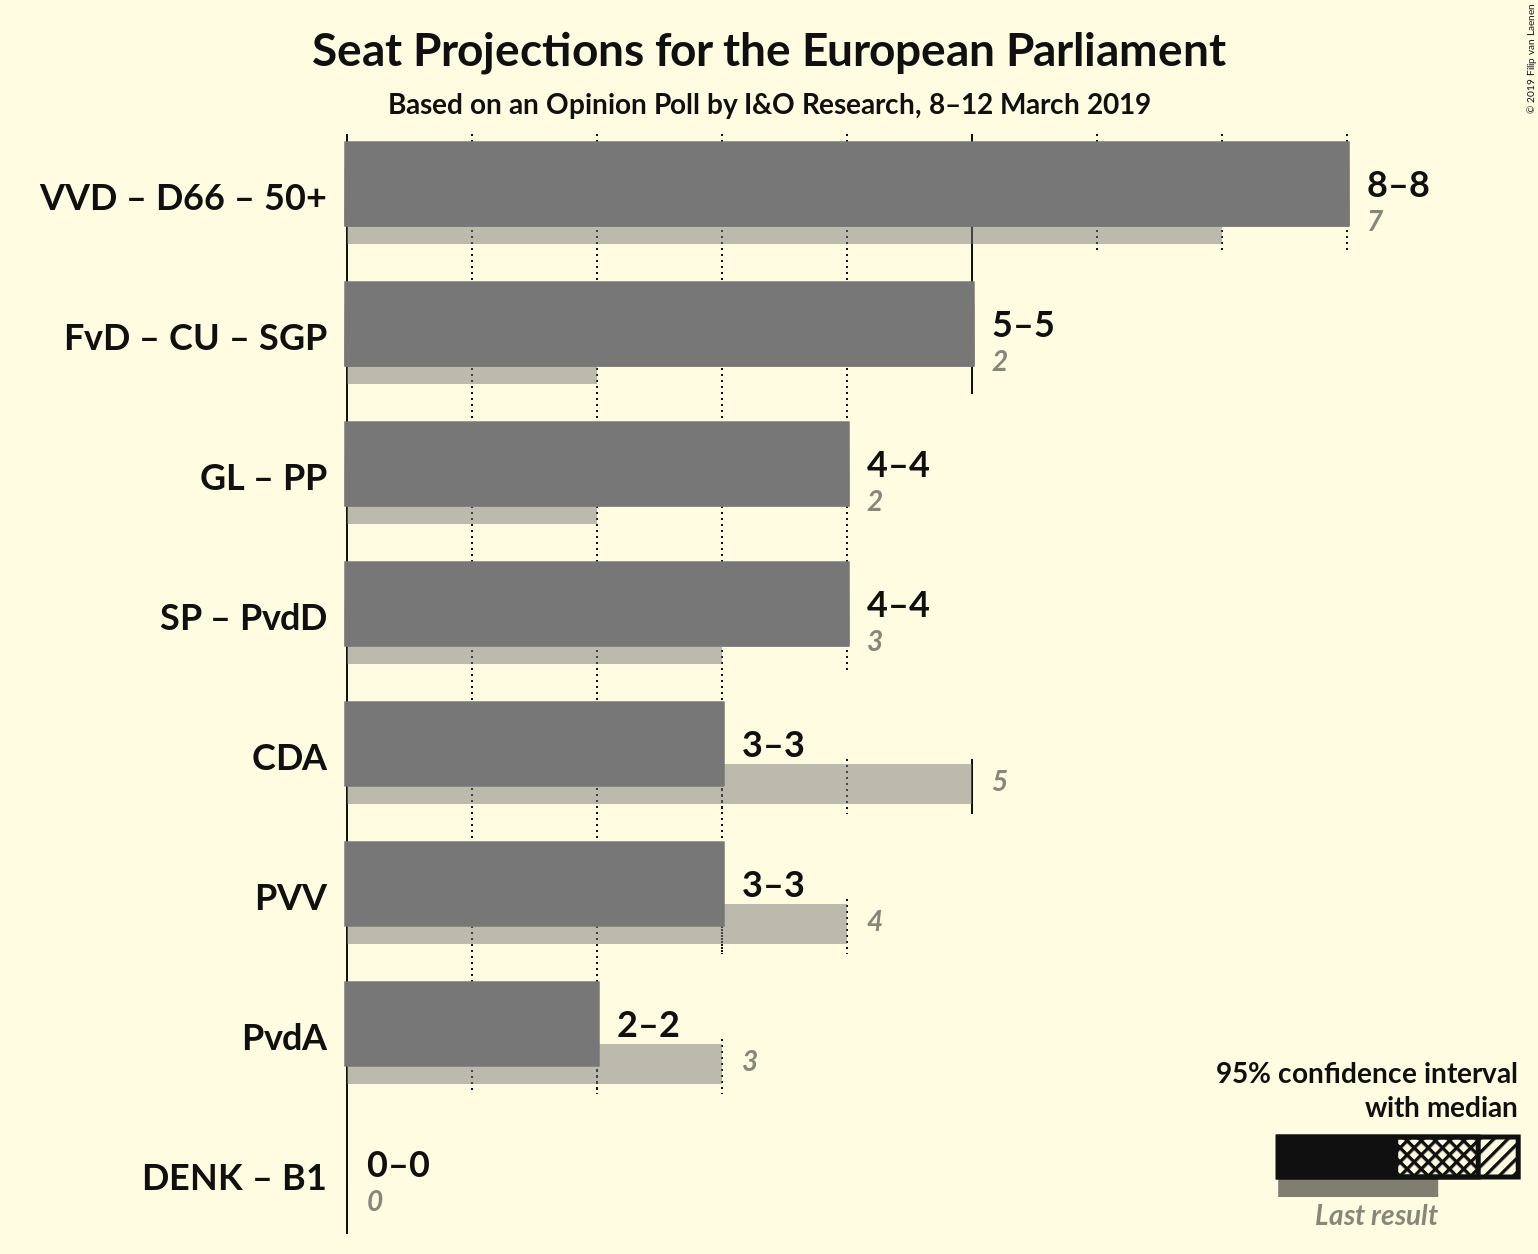 Seat Projections for the European Parliament
Based on an Opinion Poll by I&O Research, 8–12 March 2019
© 2019 Filip van Laenen
VVD – D66 – 50+
8–8
7
FvD – CU – SGP
5–5
2
GL – PP
4–4
2
SP – PvdD
4–4
3
CDA
3–3
5
PVV
3–3
4
PvdA
2–2
3
DENK – B1
0–0
0
95% confidence interval
with median
Last result